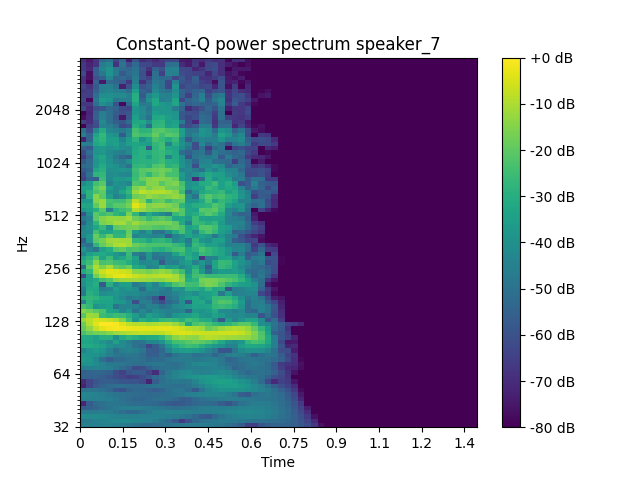 Constant-Q power spectrum speaker_7
Hz
2048
1024
512
256
128
64
32
0 0.15 0.3 0.45 0.6 0.75 0.9 1.1 1.2 1.4
Time
+0 dB
-10 dB
-20 dB
-30 dB
-40 dB
-50 dB
-60 dB
-70 dB
-80 dB